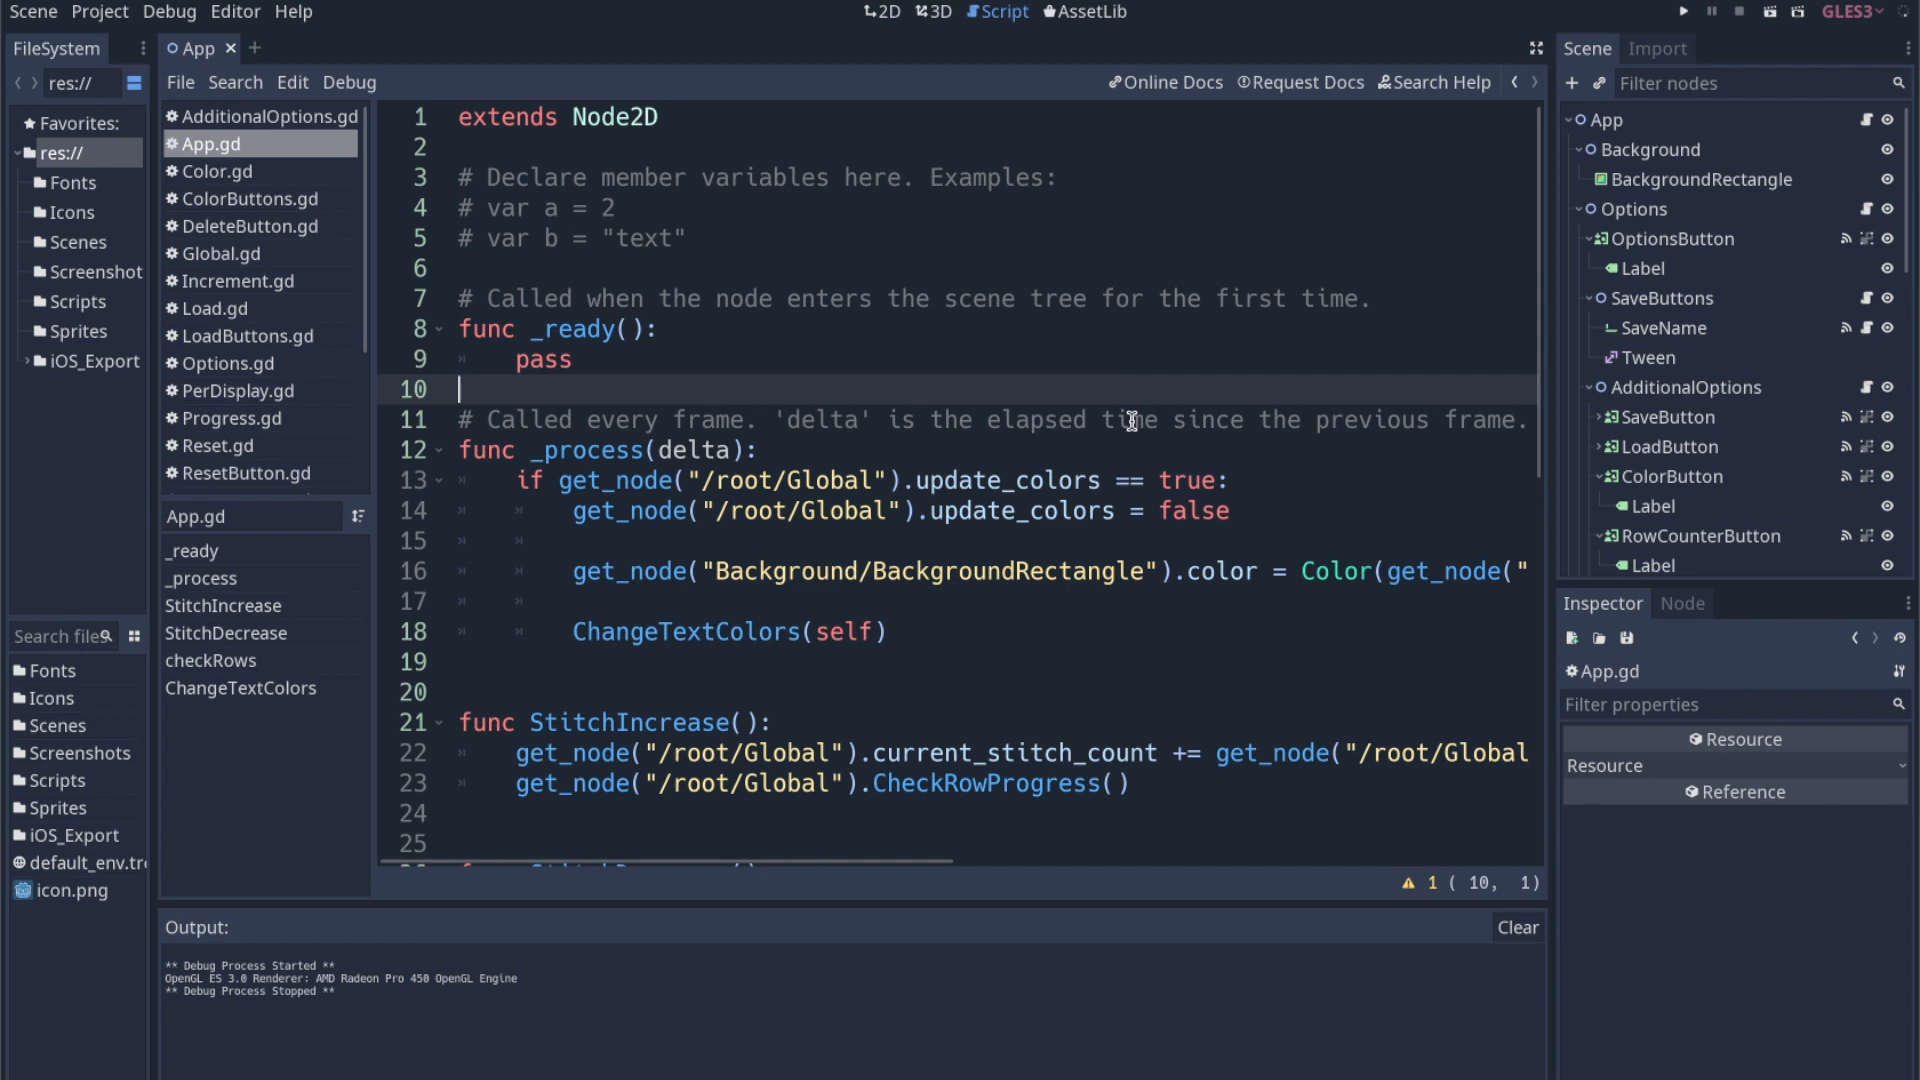 Scene Project Debug Editor Help
2D 3D Script AssetLib
GLES3
FileSystem
res://
Favorites:
res://
Fonts
Icons
Scenes
Screenshot
Scripts
Sprites
iOS_Export
Search files
Fonts
Icons
Scenes
Screenshots
Scripts
Sprites
iOS_Export
default_env.tr
icon.png
App
File Search Edit Debug
Online Docs Request Docs Search Help
AdditionalOptions.gd
App.gd
Color.gd
ColorButtons.gd
DeleteButton.gd
Global.gd
Increment.gd
Load.gd
LoadButtons.gd
Options.gd
PerDisplay.gd
Progress.gd
Reset.gd
ResetButton.gd
App.gd
_ready
_process
StitchIncrease
StitchDecrease
checkRows
ChangeTextColors
1 extends Node2D
2
3 # Declare member variables here. Examples:
4 # var a = 2
5 # var b = "text"
6
7 # Called when the node enters the scene tree for the first time.
8 func _ready():
9 pass
10
11 # Called every frame. 'delta' is the elapsed time since the previous frame.
12 func _process(delta):
13 if get_node("/root/Global").update_colors == true:
14 get_node("/root/Global").update_colors = false
15
16 get_node("Background/BackgroundRectangle").color = Color(get_node("
17
18 ChangeTextColors(self)
19
20
21 func StitchIncrease():
22 get_node("/root/Global").current_stitch_count += get_node("/root/Global
23 get_node("/root/Global").CheckRowProgress()
24
25
1 ( 10, 1)
Output:
Clear
** Debug Process Started **
OpenGL ES 3.0 Renderer: AMD Radeon Pro 450 OpenGL Engine
** Debug Process Stopped **
Scene Import
Filter nodes
App
Background
BackgroundRectangle
Options
OptionsButton
Label
SaveButtons
SaveName
Tween
AdditionalOptions
SaveButton
LoadButton
ColorButton
Label
RowCounterButton
Label
Inspector Node
App.gd
Filter properties
Resource
Resource
Reference